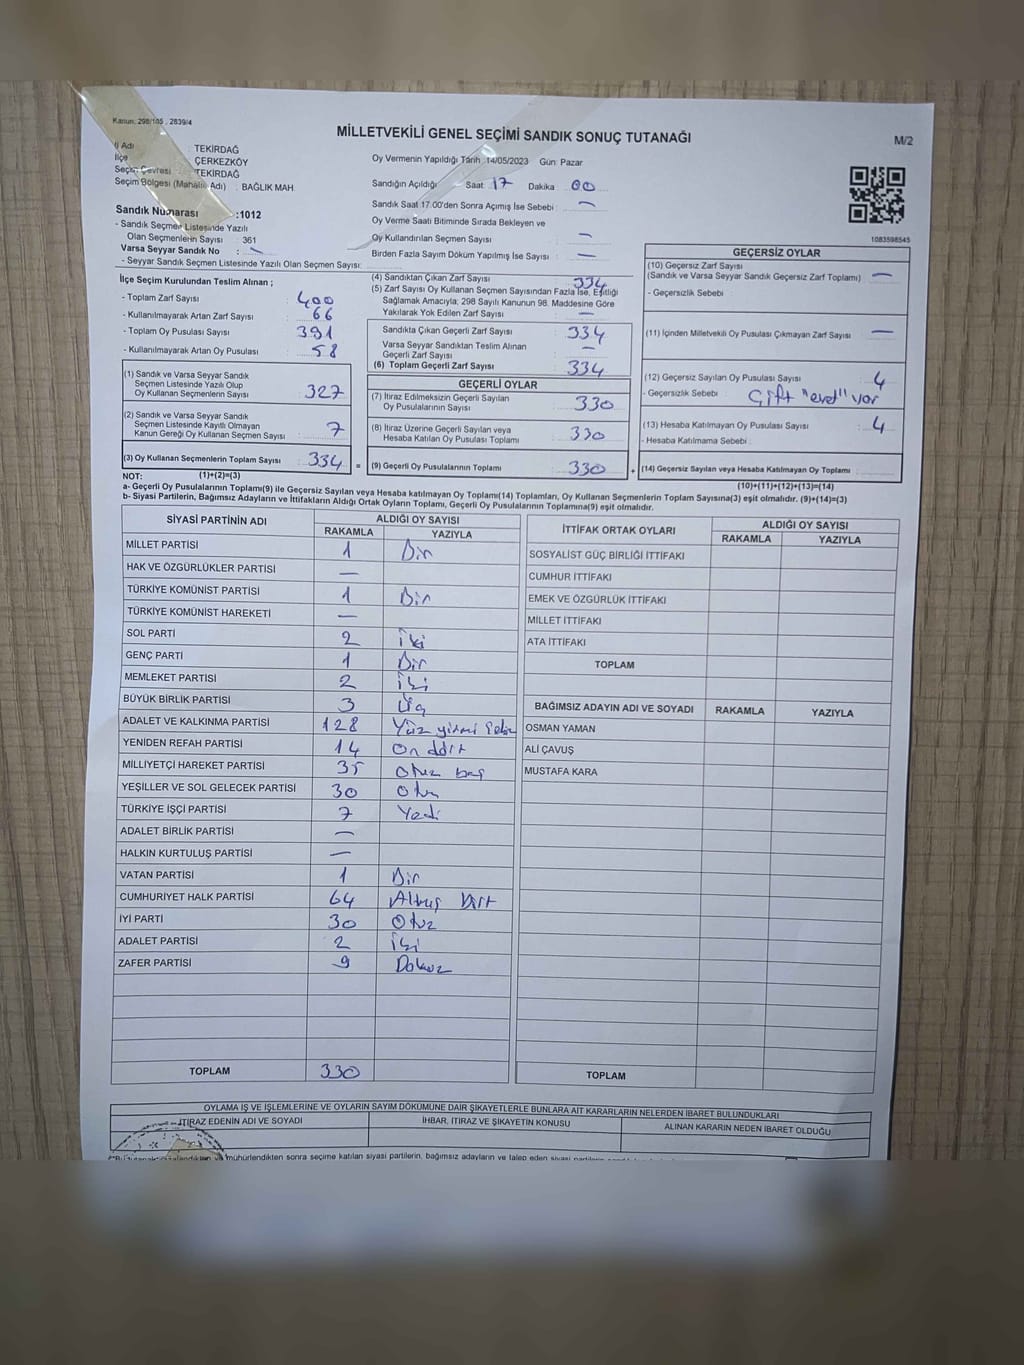 Kanun: 298/105 , 2839/4
MİLLETVEKİLİ GENEL SEÇİMİ SANDIK SONUÇ TUTANAĞI
M/2
İl Adı : TEKİRDAĞ
İlçe : ÇERKEZKÖY
Seçim Çevresi : TEKİRDAĞ
Seçim Bölgesi (Mahalle Adı) : BAĞLIK MAH.
Sandık Numarası :1012
- Sandık Seçmen Listesinde Yazılı
Olan Seçmenlerin Sayısı : 361
Varsa Seyyar Sandık No : -
- Seyyar Sandık Seçmen Listesinde Yazılı Olan Seçmen Sayısı:
Oy Vermenin Yapıldığı Tarih :14/05/2023 Gün: Pazar
Sandığın Açıldığı Saat: 17 Dakika 00
Sandık Saat 17.00'den Sonra Açımış İse Sebebi : -
Oy Verme Saati Bitiminde Sırada Bekleyen ve
Oy Kullandırılan Seçmen Sayısı : -
Birden Fazla Sayım Döküm Yapılmış İse Sayısı : -
1083598545
İlçe Seçim Kurulundan Teslim Alınan ;
- Toplam Zarf Sayısı : 400
- Kullanılmayarak Artan Zarf Sayısı : 66
- Toplam Oy Pusulası Sayısı : 391
- Kullanılmayarak Artan Oy Pusulası : 58
(1) Sandık ve Varsa Seyyar Sandık
Seçmen Listesinde Yazılı Olup
Oy Kullanan Seçmenlerin Sayısı : 327
(2) Sandık ve Varsa Seyyar Sandık
Seçmen Listesinde Kayıtlı Olmayan
Kanun Gereği Oy Kullanan Seçmen Sayısı : 7
(3) Oy Kullanan Seçmenlerin Toplam Sayısı : 334
(1)+(2)=(3)
(4) Sandıktan Çıkan Zarf Sayısı : 334
(5) Zarf Sayısı Oy Kullanan Seçmen Sayısından Fazla İse, Eşitliği
Sağlamak Amacıyla; 298 Sayılı Kanunun 98. Maddesine Göre
Yakılarak Yok Edilen Zarf Sayısı : -
Sandıkta Çıkan Geçerli Zarf Sayısı : 334
Varsa Seyyar Sandıktan Teslim Alınan
Geçerli Zarf Sayısı : -
(6) Toplam Geçerli Zarf Sayısı : 334
GEÇERLİ OYLAR
(7) İtiraz Edilmeksizin Geçerli Sayılan
Oy Pusulalarının Sayısı : 330
(8) İtiraz Üzerine Geçerli Sayılan veya
Hesaba Katılan Oy Pusulası Toplamı : 330
= (9) Geçerli Oy Pusulalarının Toplamı : 330
GEÇERSİZ OYLAR
(10) Geçersiz Zarf Sayısı
(Sandık ve Varsa Seyyar Sandık Geçersiz Zarf Toplamı) : -
- Geçersizlik Sebebi :
(11) İçinden Milletvekili Oy Pusulası Çıkmayan Zarf Sayısı : -
(12) Geçersiz Sayılan Oy Pusulası Sayısı : 4
- Geçersizlik Sebebi : Çift "evet" var
(13) Hesaba Katılmayan Oy Pusulası Sayısı : 4
- Hesaba Katılmama Sebebi :
+ (14) Geçersiz Sayılan veya Hesaba Katılmayan Oy Toplamı :
(10)+(11)+(12)+(13)=(14)
NOT:
a- Geçerli Oy Pusulalarının Toplamı(9) ile Geçersiz Sayılan veya Hesaba katılmayan Oy Toplamı(14) Toplamları, Oy Kullanan Seçmenlerin Toplam Sayısına(3) eşit olmalıdır. (9)+(14)=(3)
b- Siyasi Partilerin, Bağımsız Adayların ve İttifakların Aldığı Ortak Oyların Toplamı, Geçerli Oy Pusulalarının Toplamına(9) eşit olmalıdır.
SİYASİ PARTİNİN ADI ALDIĞI OY SAYISI
RAKAMLA YAZIYLA
MİLLET PARTİSİ 1 Bir
HAK VE ÖZGÜRLÜKLER PARTİSİ -
TÜRKİYE KOMÜNİST PARTİSİ 1 Bir
TÜRKİYE KOMÜNİST HAREKETİ -
SOL PARTİ 2 İki
GENÇ PARTİ 1 Bir
MEMLEKET PARTİSİ 2 İki
BÜYÜK BİRLİK PARTİSİ 3 Üç
ADALET VE KALKINMA PARTİSİ 128 Yüz yirmi sekiz
YENİDEN REFAH PARTİSİ 14 On dört
MİLLİYETÇİ HAREKET PARTİSİ 35 Otuz beş
YEŞİLLER VE SOL GELECEK PARTİSİ 30 Otuz
TÜRKİYE İŞÇİ PARTİSİ 7 Yedi
ADALET BİRLİK PARTİSİ -
HALKIN KURTULUŞ PARTİSİ -
VATAN PARTİSİ 1 Bir
CUMHURİYET HALK PARTİSİ 64 Altmış Dört
İYİ PARTİ 30 Otuz
ADALET PARTİSİ 2 İki
ZAFER PARTİSİ 9 Dokuz
TOPLAM 330
İTTİFAK ORTAK OYLARI ALDIĞI OY SAYISI
RAKAMLA YAZIYLA
SOSYALİST GÜÇ BİRLİĞİ İTTİFAKI
CUMHUR İTTİFAKI
EMEK VE ÖZGÜRLÜK İTTİFAKI
MİLLET İTTİFAKI
ATA İTTİFAKI
TOPLAM
BAĞIMSIZ ADAYIN ADI VE SOYADI RAKAMLA YAZIYLA
OSMAN YAMAN
ALİ ÇAVUŞ
MUSTAFA KARA
TOPLAM
OYLAMA İŞ VE İŞLEMLERİNE VE OYLARIN SAYIM DÖKÜMÜNE DAİR ŞİKAYETLERLE BUNLARA AİT KARARLARIN NELERDEN İBARET BULUNDUKLARI
İTİRAZ EDENİN ADI VE SOYADI İHBAR, İTİRAZ VE ŞİKAYETİN KONUSU ALINAN KARARIN NEDEN İBARET OLDUĞU
mühürlendikten sonra seçime katılan siyasi partilerin, bağımsız adayların ve talep eden